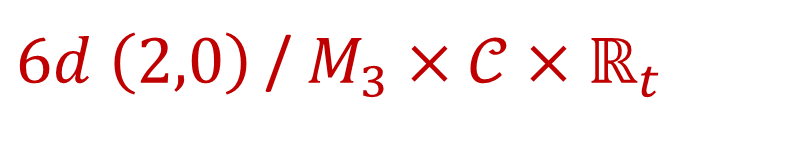 6d (2,0) / M₃ × 𝒞 × ℝₜ